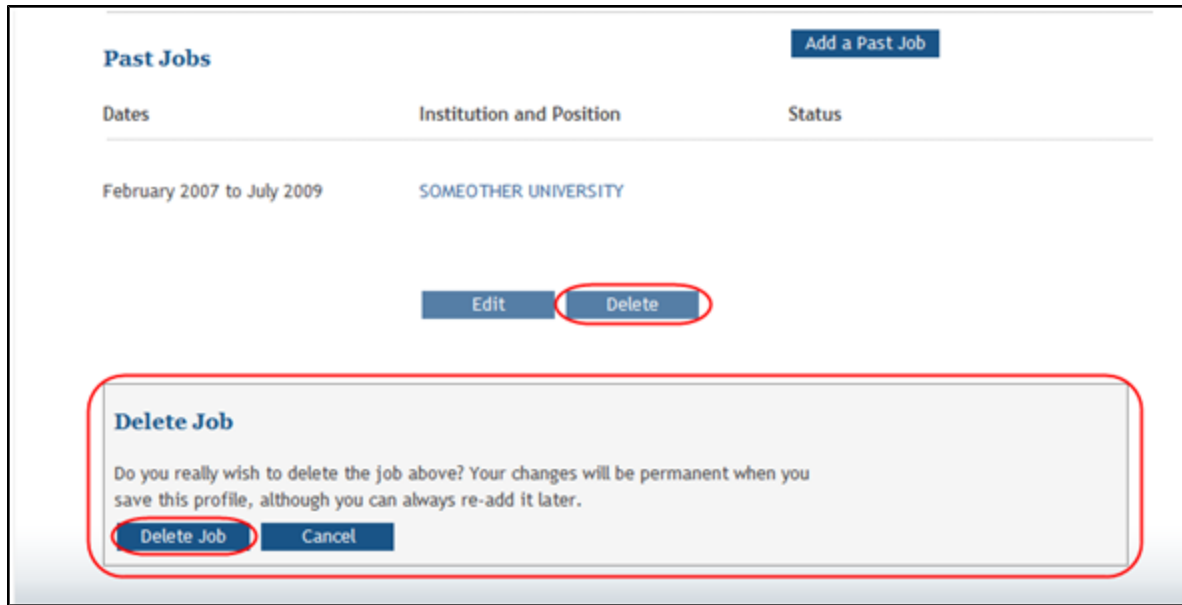 Past Jobs
Add a Past Job
Dates Institution and Position Status
February 2007 to July 2009 SOMEOTHER UNIVERSITY
Edit Delete
Delete Job
Do you really wish to delete the job above? Your changes will be permanent when you
save this profile, although you can always re-add it later.
Delete Job Cancel